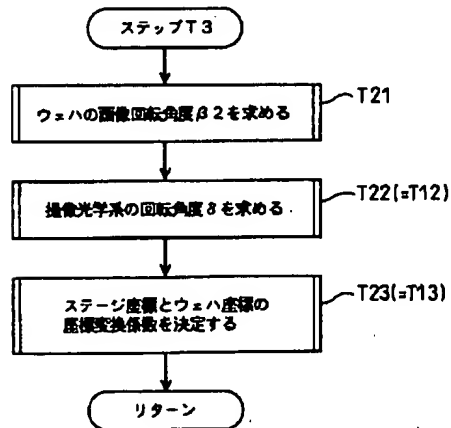 ステップT3
ウェハの画像回転角度β2を求める
T21
撮像光学系の回転角度δを求める
T22(=T12)
ステージ座標とウェハ座標の
座標変換係数を決定する
T23(=T13)
リターン